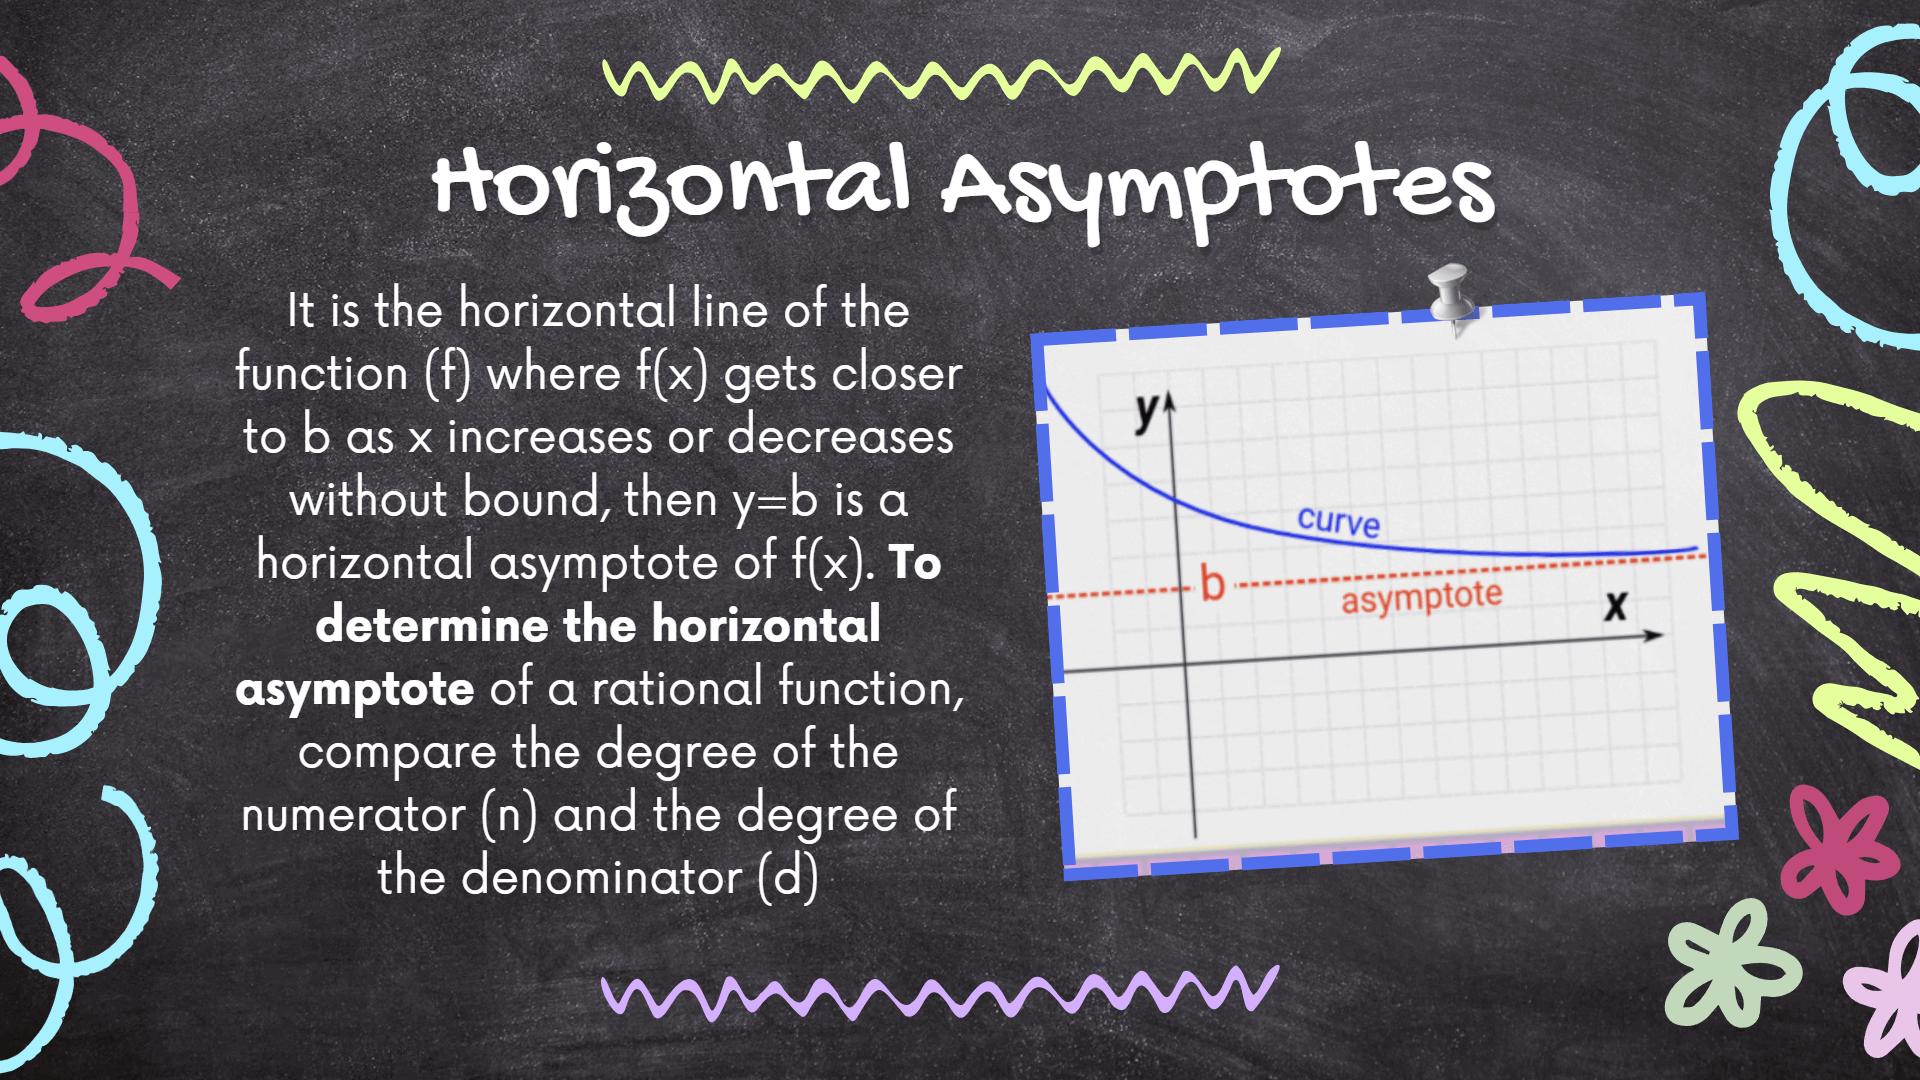 Horizontal Asymptotes
It is the horizontal line of the
function (f) where f(x) gets closer
to b as x increases or decreases
without bound, then y=b is a
horizontal asymptote of f(x). To
determine the horizontal
asymptote of a rational function,
compare the degree of the
numerator (n) and the degree of
the denominator (d)
y
curve
b
asymptote
x